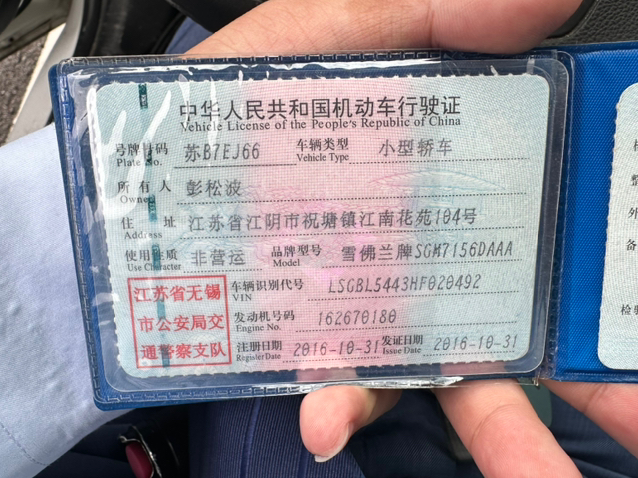 中华人民共和国机动车行驶证
Vehicle License of the People's Republic of China
号牌号码 苏B7EJ66 车辆类型 小型轿车
Plate No. Vehicle Type
所有人 彭松波
Owner
住址 江苏省江阴市祝塘镇江南花苑104号
Address
使用性质 非营运 品牌型号 雪佛兰牌SGM7156DAAA
Use Character Model
江苏省无锡
市公安局交
通警察支队
车辆识别代号 LSGBL5443HF020492
VIN
发动机号码 162670180
Engine No.
注册日期 2016-10-31 发证日期 2016-10-31
Register Date Issue Date
外
备
检验